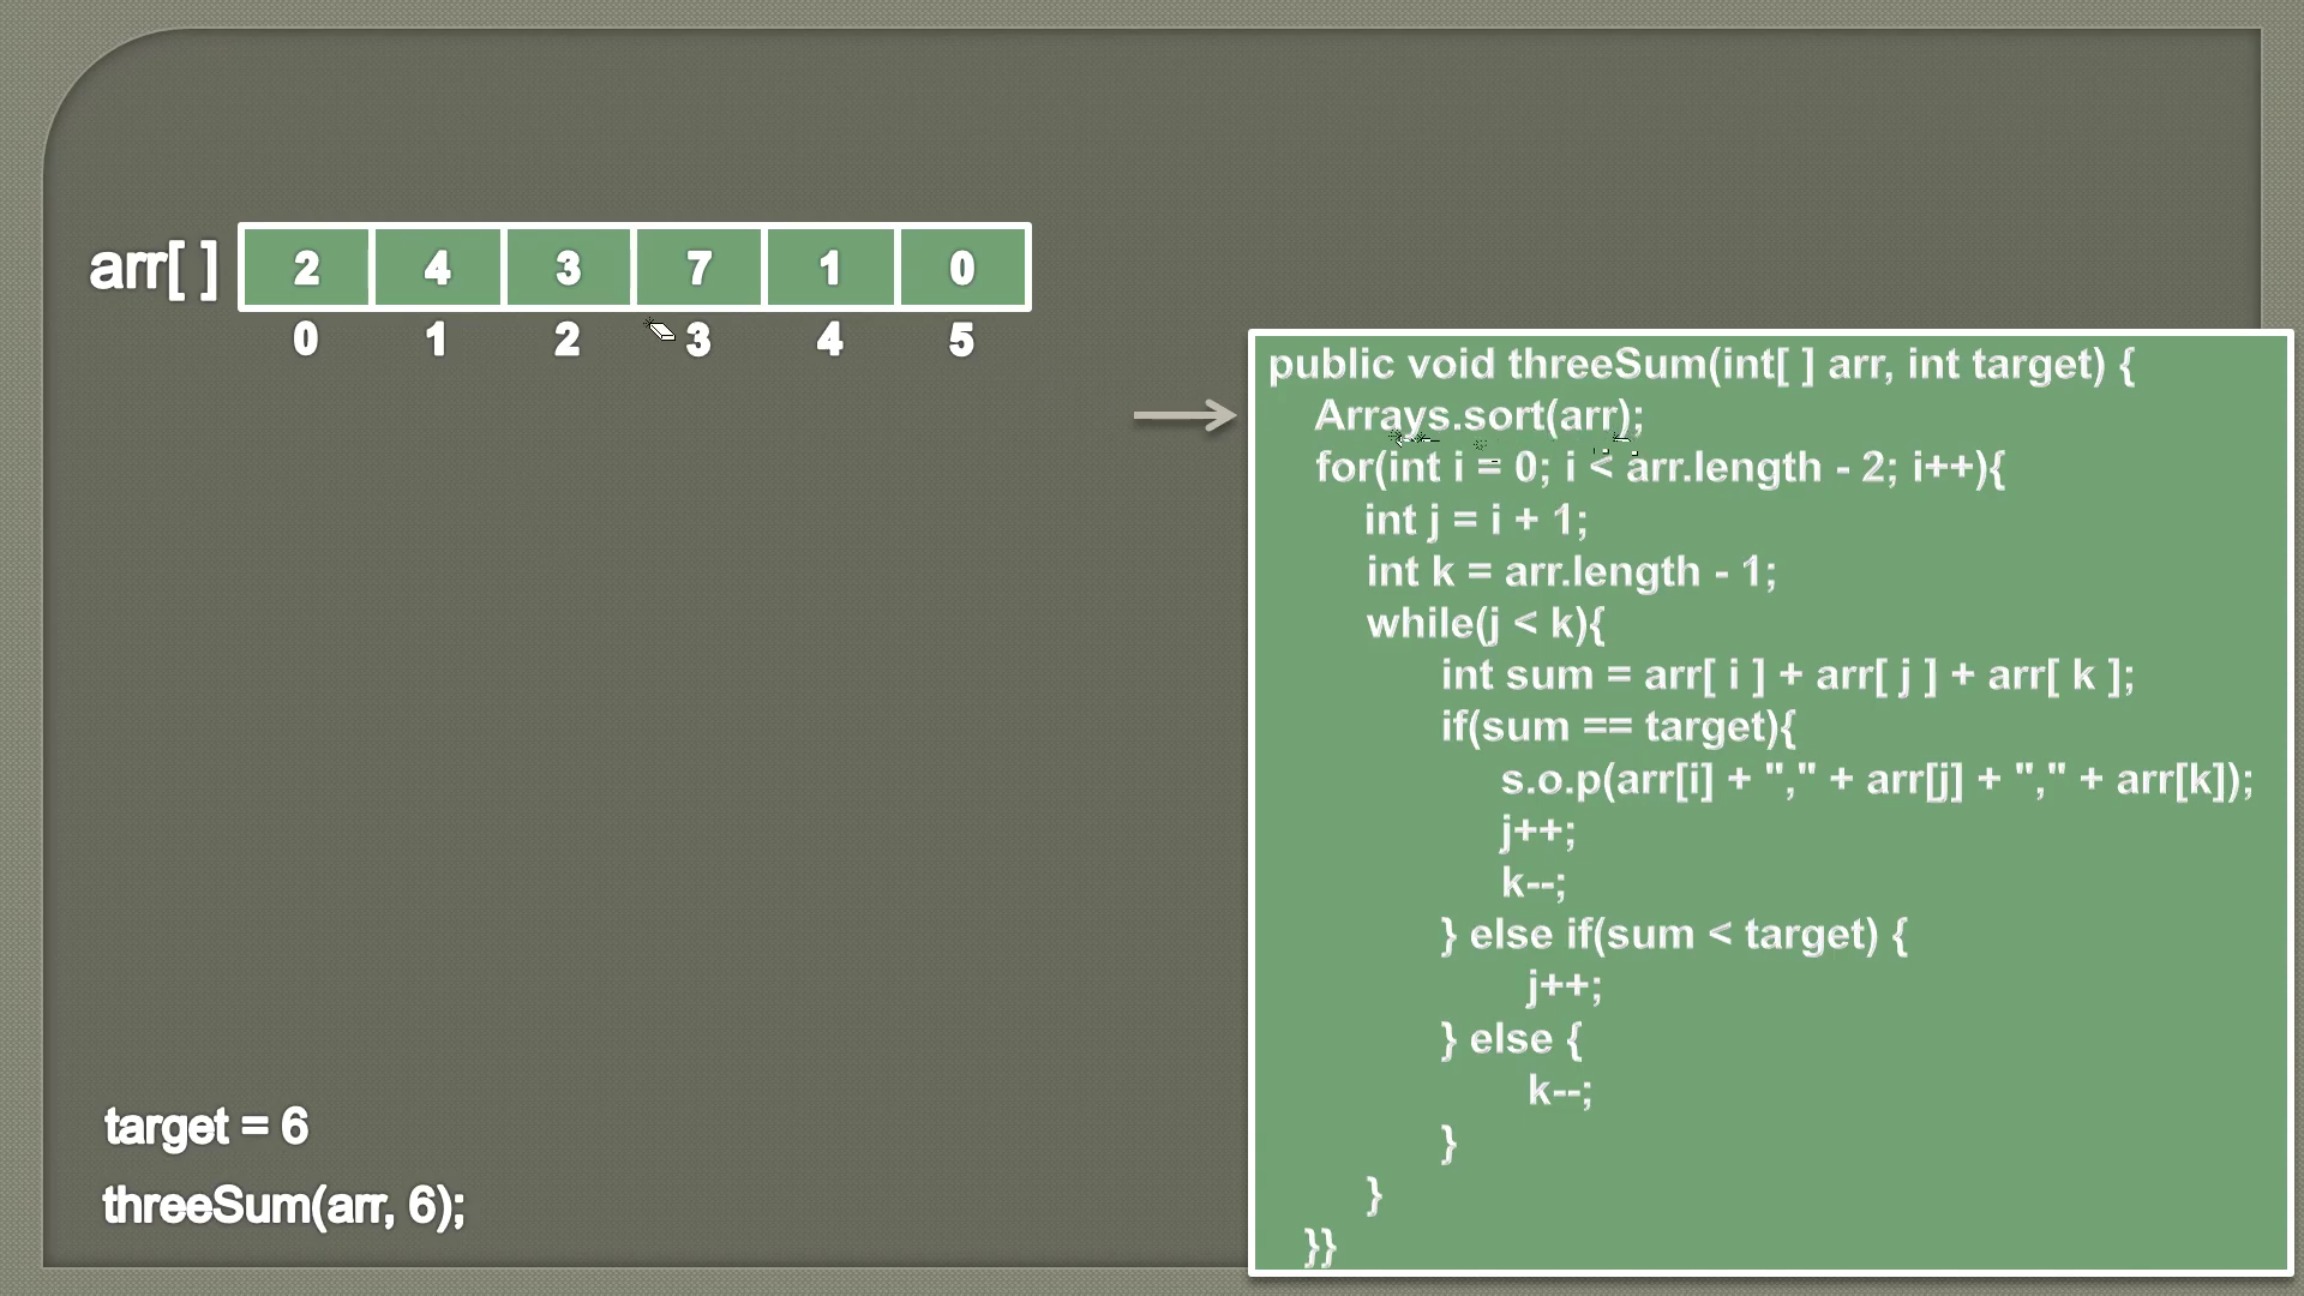 arr[ ] 2 4 3 7 1 0
0 1 2 3 4 5
public void threeSum(int[ ] arr, int target) {
Arrays.sort(arr);
for(int i = 0; i < arr.length - 2; i++){
int j = i + 1;
int k = arr.length - 1;
while(j < k){
int sum = arr[ i ] + arr[ j ] + arr[ k ];
if(sum == target){
s.o.p(arr[i] + "," + arr[j] + "," + arr[k]);
j++;
k--;
} else if(sum < target) {
j++;
} else {
k--;
}
}
}}
target = 6
threeSum(arr, 6);